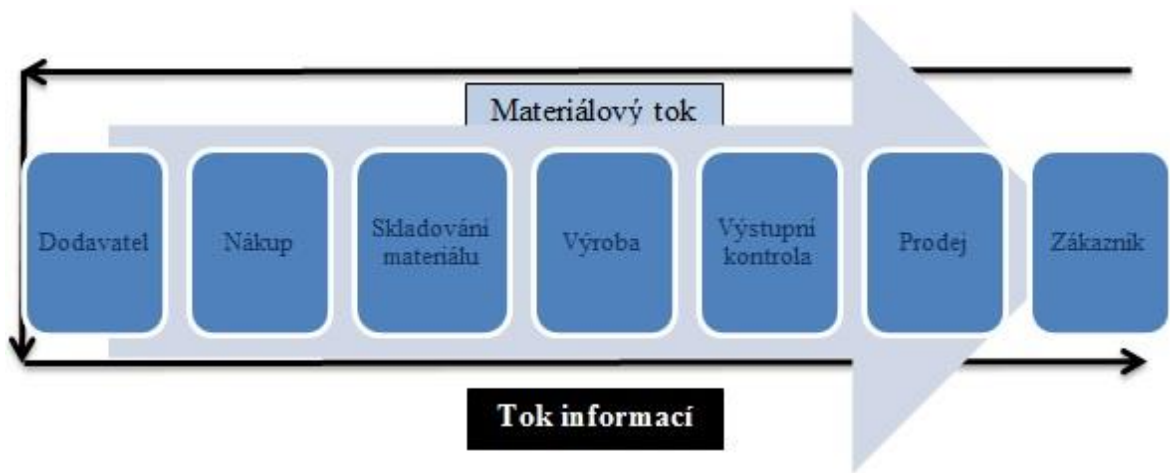 Materiálový tok
Dodavatel
Nákup
Skladování
materiálu
Výroba
Výstupní
kontrola
Prodej
Zákazník
Tok informací